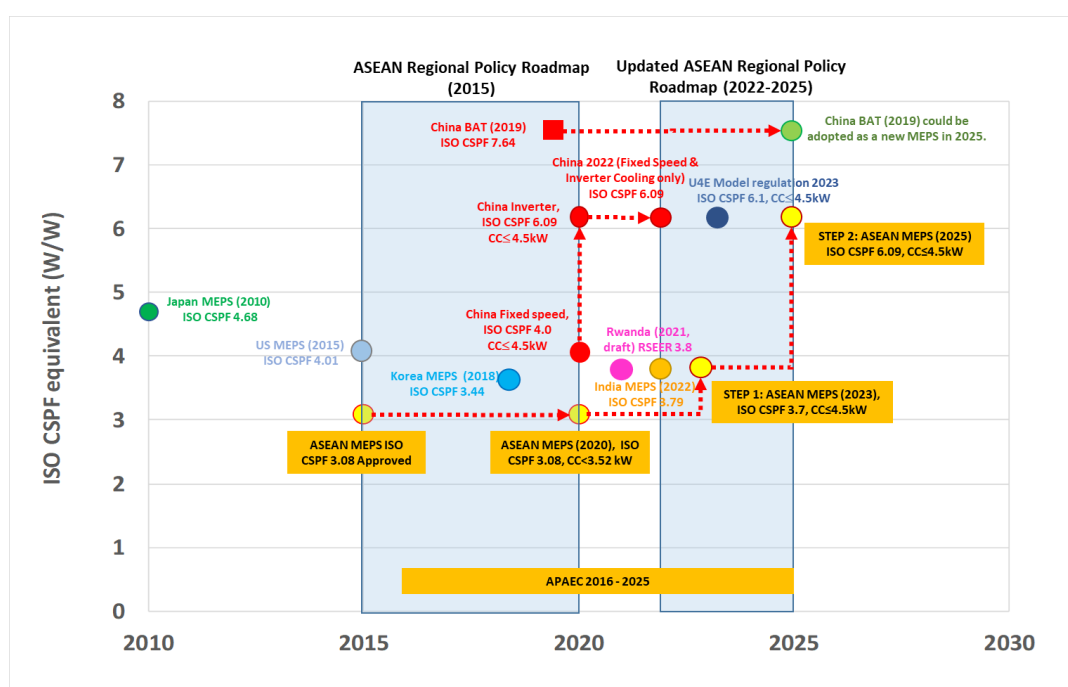 ASEAN Regional Policy Roadmap
(2015)
Updated ASEAN Regional Policy
Roadmap (2022-2025)
ISO CSPF equivalent (W/W)
8
7
6
5
4
3
2
1
0
China BAT (2019)
ISO CSPF 7.64
China BAT (2019) could be
adopted as a new MEPS in 2025.
China 2022 (Fixed Speed &
Inverter Cooling only)
ISO CSPF 6.09
U4E Model regulation 2023
ISO CSPF 6.1, CC≤4.5kW
China Inverter,
ISO CSPF 6.09
CC≤ 4.5kW
STEP 2: ASEAN MEPS (2025)
ISO CSPF 6.09, CC≤4.5kW
Japan MEPS (2010)
ISO CSPF 4.68
China Fixed speed,
ISO CSPF 4.0
CC≤ 4.5kW
US MEPS (2015)
ISO CSPF 4.01
Rwanda (2021,
draft) RSEER 3.8
Korea MEPS (2018)
ISO CSPF 3.44
India MEPS (2022)
ISO CSPF 3.79
STEP 1: ASEAN MEPS (2023),
ISO CSPF 3.7, CC≤4.5kW
ASEAN MEPS ISO
CSPF 3.08 Approved
ASEAN MEPS (2020), ISO
CSPF 3.08, CC<3.52 kW
APAEC 2016 - 2025
2010
2015
2020
2025
2030